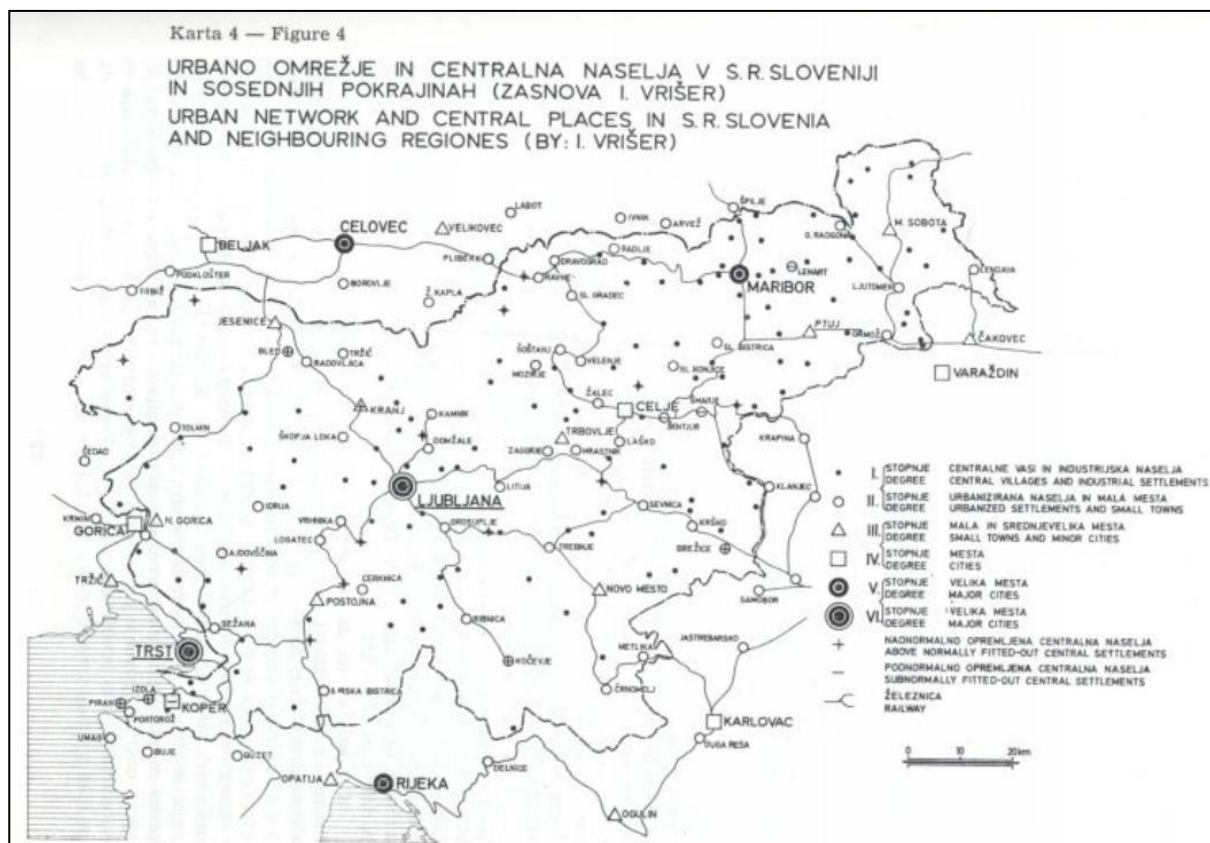 Karta 4 — Figure 4
URBANO OMREŽJE IN CENTRALNA NASELJA V S.R. SLOVENIJI
IN SOSEDNJIH POKRAJINAH (ZASNOVA I. VRIŠER)
URBAN NETWORK AND CENTRAL PLACES IN S.R. SLOVENIA
AND NEIGHBOURING REGIONES (BY: I. VRIŠER)
LABOT
IVNIK
ARVEŽ
ŠPILJE
CELOVEC
VELIKOVEC
G. RADGONA
M. SOBOTA
BELJAK
PLIBERK
RADLJE
DRAVOGRAD
PODKLOŠTER
RAVNE
LENART
LENDAVA
TRBIŽ
BOROVLJE
Ž. KAPLA
SL. GRADEC
MARIBOR
LJUTOMER
JESENICE
PTUJ
ORMOŽ
ČAKOVEC
BLED
TRŽIČ
RADOVLJICA
ŠOŠTANJ
VELENJE
SL. BISTRICA
MOZIRJE
SL. KONJICE
VARAŽDIN
ŽALEC
CELJE
ŠMARJE
KRANJ
KAMNIK
ŠENTJUR
TOLMIN
ŠKOFJA LOKA
TRBOVLJE
LAŠKO
KRAPINA
DOMŽALE
ZAGORJE
HRASTNIK
ČEDAD
LJUBLJANA
LITIJA
KLANJEC
IDRIJA
SEVNICA
KRMIN
GORICA
N. GORICA
VRHNIKA
GROSUPLJE
KRŠKO
LOGATEC
TREBNJE
BREŽICE
AJDOVŠČINA
TRŽIČ
CERKNICA
NOVO MESTO
SAMOBOR
POSTOJNA
RIBNICA
SEŽANA
METLIKA
JASTREBARSKO
TRST
KOČEVJE
ČRNOMELJ
IZOLA
PIRAN
KOPER
PORTOROŽ
KARLOVAC
UMAG
BUJE
DUGA RESA
OPATIJA
RIJEKA
DELNICE
OGULIN
I. STOPNJE CENTRALNE VASI IN INDUSTRIJSKA NASELJA
DEGREE CENTRAL VILLAGES AND INDUSTRIAL SETTLEMENTS
II. STOPNJE URBANIZIRANA NASELJA IN MALA MESTA
DEGREE URBANIZED SETTLEMENTS AND SMALL TOWNS
III. STOPNJE MALA IN SREDNJEVELIKA MESTA
DEGREE SMALL TOWNS AND MINOR CITIES
IV. STOPNJE MESTA
DEGREE CITIES
V. STOPNJE VELIKA MESTA
DEGREE MAJOR CITIES
VI. STOPNJE VELIKA MESTA
DEGREE MAJOR CITIES
NADNORMALNO OPREMLJENA CENTRALNA NASELJA
ABOVE NORMALLY FITTED-OUT CENTRAL SETTLEMENTS
PODNORMALNO OPREMLJENA CENTRALNA NASELJA
SUBNORMALLY FITTED-OUT CENTRAL SETTLEMENTS
ŽELEZNICA
RAILWAY
0 10 20 km